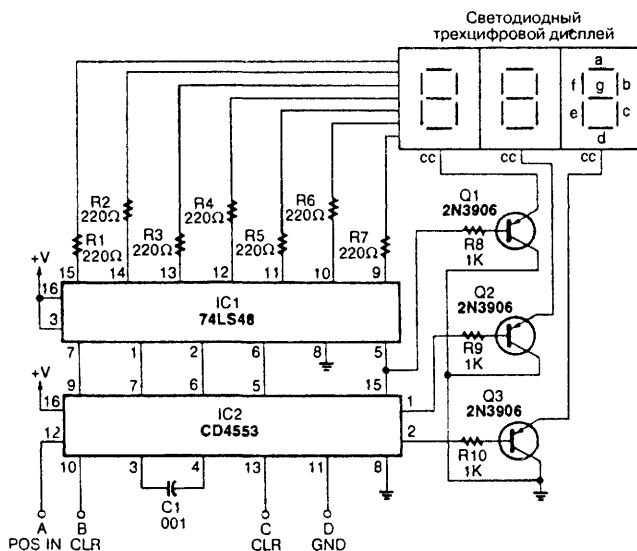 Светодиодный
трехцифровой дисплей
a
f g b
e c
d
cc cc cc
R1
220Ω
R2
220Ω
R3
220Ω
R4
220Ω
R5
220Ω
R6
220Ω
R7
220Ω
Q1
2N3906
R8
1K
Q2
2N3906
R9
1K
Q3
2N3906
R10
1K
+V
15 14 13 12 11 10 9
16
3
IC1
74LS48
7 1 2 6 8 5
+V
9 7 6 5 15
16
12
IC2
CD4553
1
2
10 3 4 13 11 8
C1
001
A B C D
POS IN CLR CLR GND